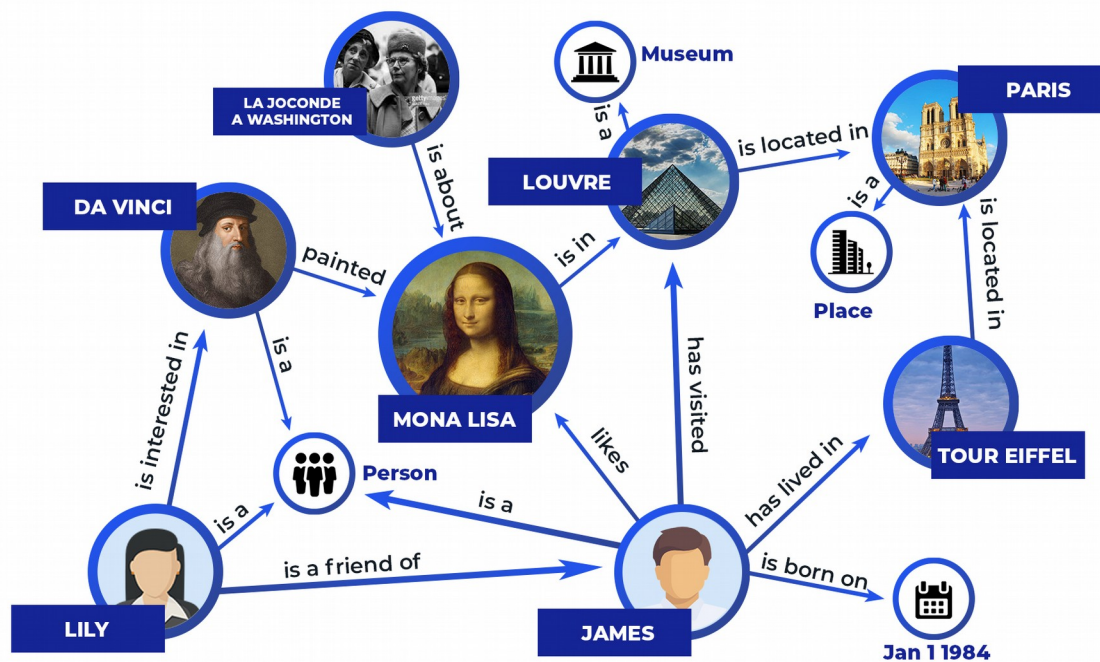 LA JOCONDE
A WASHINGTON
gettyimages
Museum
PARIS
is a
is located in
is about
LOUVRE
DA VINCI
is a
is located in
painted
is in
Place
is a
has visited
is interested in
MONA LISA
likes
TOUR EIFFEL
Person
has lived in
is a
is a
is a friend of
is born on
LILY
JAMES
Jan 1 1984